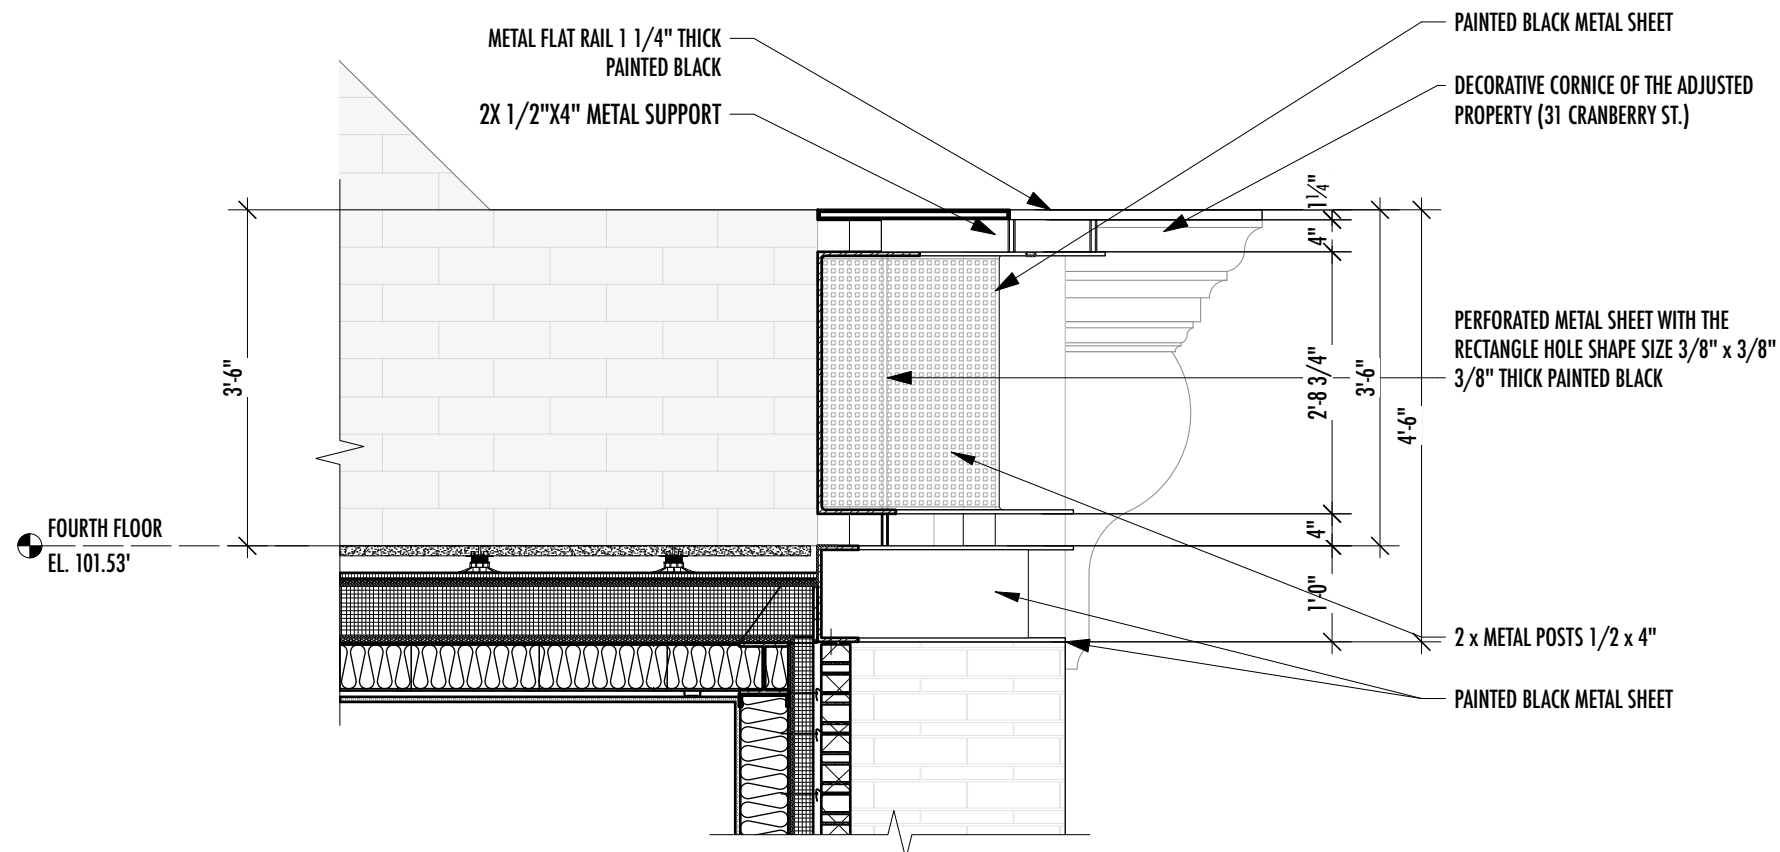 METAL FLAT RAIL 1 1/4" THICK
PAINTED BLACK
2X 1/2"X4" METAL SUPPORT
PAINTED BLACK METAL SHEET
DECORATIVE CORNICE OF THE ADJUSTED
PROPERTY (31 CRANBERRY ST.)
1 1/4"
4"
PERFORATED METAL SHEET WITH THE
RECTANGLE HOLE SHAPE SIZE 3/8" x 3/8"
3/8" THICK PAINTED BLACK
3'-6"
2'-8 3/4"
3'-6"
4'-6"
FOURTH FLOOR
EL. 101.53'
4"
1'-0"
2 x METAL POSTS 1/2 x 4"
PAINTED BLACK METAL SHEET